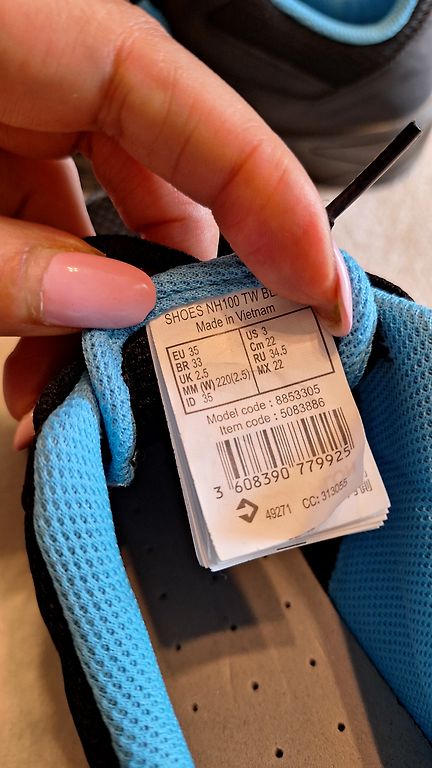 SHOES NH100 TW BL
Made in Vietnam
EU 35 US 3
BR 33 Cm 22
UK 2.5 RU 34.5
MM (W) 220(2.5) MX 22
ID 35
Model code : 8853305
Item code : 5083886
3 608390 779925
49271 CC: 313055